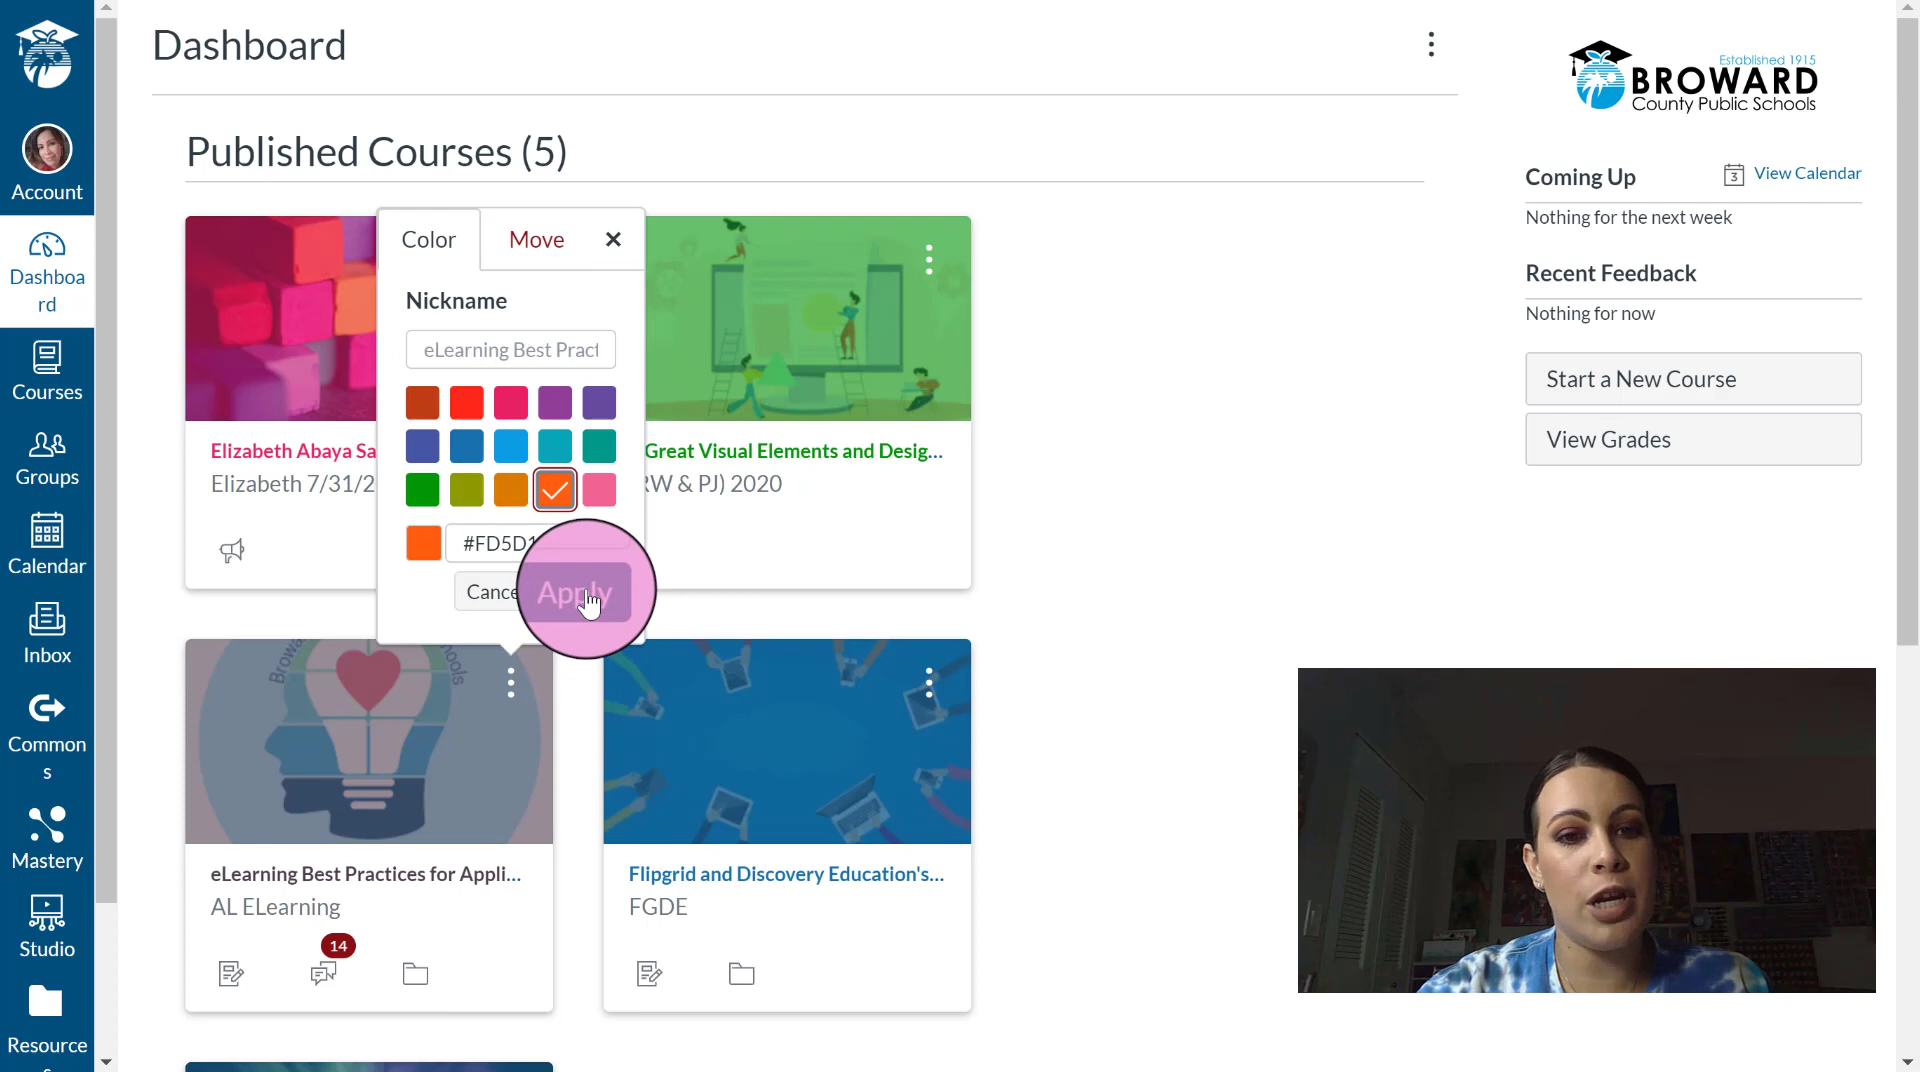 Dashboard
Established 1915
BROWARD
County Public Schools
Account
Published Courses (5)
Coming Up
3
View Calendar
Nothing for the next week
Color
Move
Dashboa
rd
Recent Feedback
Nothing for now
Nickname
eLearning Best Pract
Start a New Course
View Grades
Courses
Groups
Calendar
Inbox
Common
s
Mastery
Studio
Resource
Elizabeth Abaya Sa
Elizabeth 7/31/2
Great Visual Elements and Desig...
RW & PJ) 2020
#FD5D1
Cance
Apply
eLearning Best Practices for Appli...
AL ELearning
14
Flipgrid and Discovery Education's...
FGDE